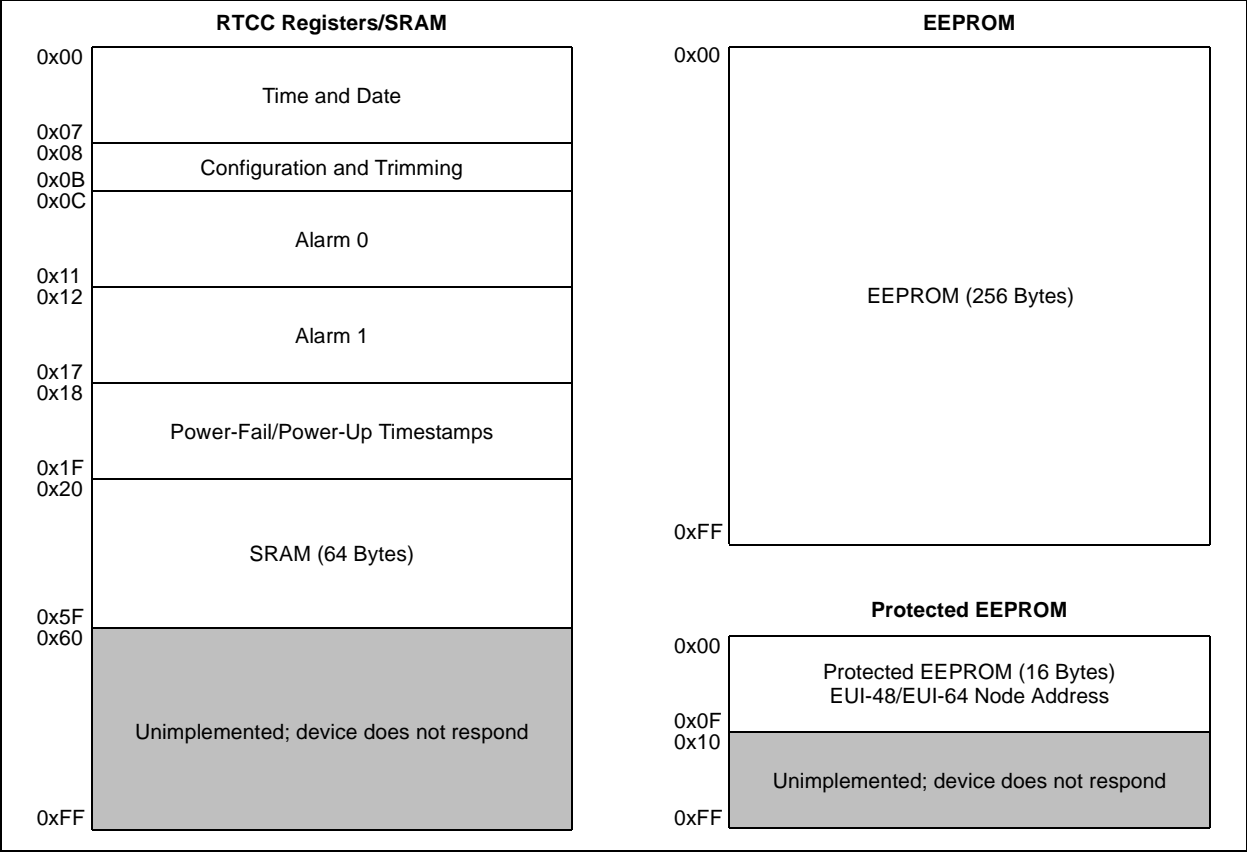 RTCC Registers/SRAM
0x00
Time and Date
0x07
0x08
Configuration and Trimming
0x0B
0x0C
Alarm 0
0x11
0x12
Alarm 1
0x17
0x18
Power-Fail/Power-Up Timestamps
0x1F
0x20
SRAM (64 Bytes)
0x5F
0x60
Unimplemented; device does not respond
0xFF
EEPROM
0x00
EEPROM (256 Bytes)
0xFF
Protected EEPROM
0x00
Protected EEPROM (16 Bytes)
EUI-48/EUI-64 Node Address
0x0F
0x10
Unimplemented; device does not respond
0xFF